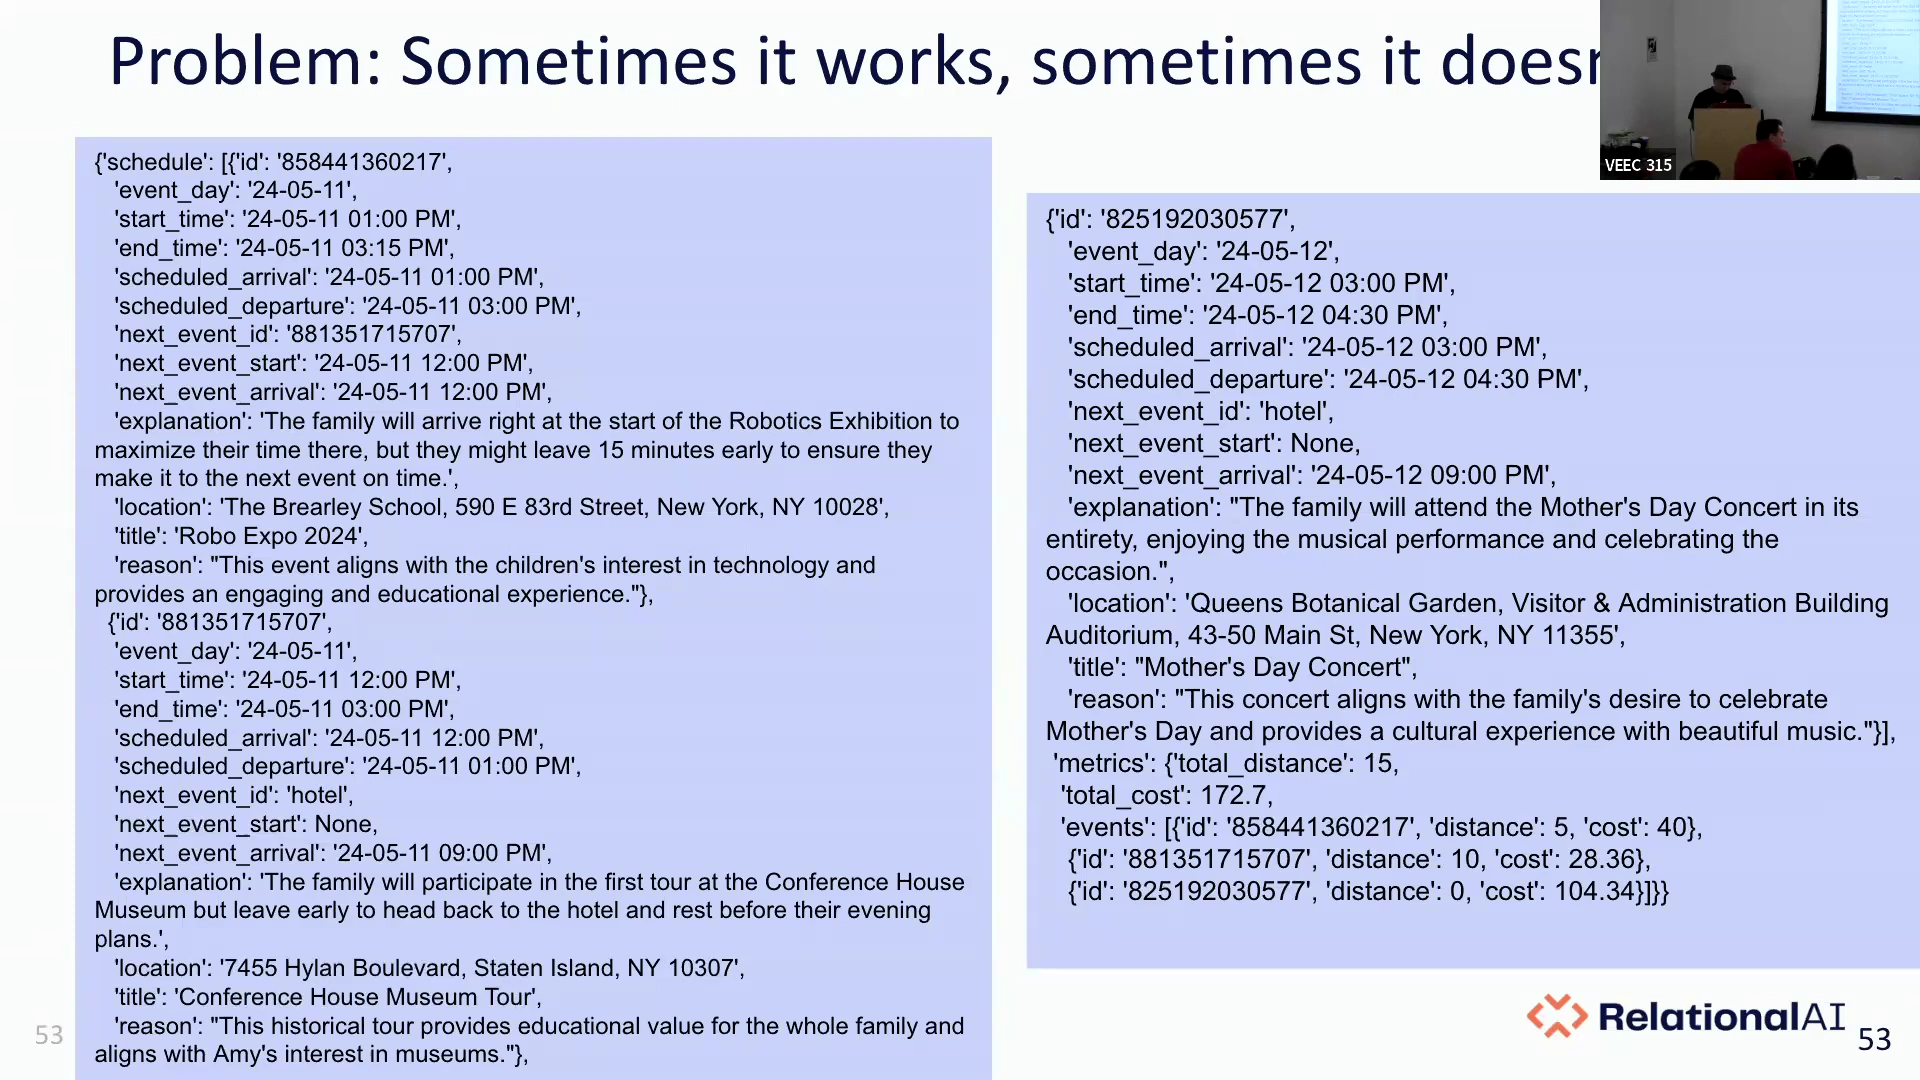 Problem: Sometimes it works, sometimes it doesn
VEEC 315
{'schedule': [{'id': '858441360217',
'event_day': '24-05-11',
'start_time': '24-05-11 01:00 PM',
'end_time': '24-05-11 03:15 PM',
'scheduled_arrival': '24-05-11 01:00 PM',
'scheduled_departure': '24-05-11 03:00 PM',
'next_event_id': '881351715707',
'next_event_start': '24-05-11 12:00 PM',
'next_event_arrival': '24-05-11 12:00 PM',
'explanation': 'The family will arrive right at the start of the Robotics Exhibition to
maximize their time there, but they might leave 15 minutes early to ensure they
make it to the next event on time.',
'location': 'The Brearley School, 590 E 83rd Street, New York, NY 10028',
'title': 'Robo Expo 2024',
'reason': "This event aligns with the children's interest in technology and
provides an engaging and educational experience."},
{'id': '881351715707',
'event_day': '24-05-11',
'start_time': '24-05-11 12:00 PM',
'end_time': '24-05-11 03:00 PM',
'scheduled_arrival': '24-05-11 12:00 PM',
'scheduled_departure': '24-05-11 01:00 PM',
'next_event_id': 'hotel',
'next_event_start': None,
'next_event_arrival': '24-05-11 09:00 PM',
'explanation': 'The family will participate in the first tour at the Conference House
Museum but leave early to head back to the hotel and rest before their evening
plans.',
'location': '7455 Hylan Boulevard, Staten Island, NY 10307',
'title': 'Conference House Museum Tour',
'reason': "This historical tour provides educational value for the whole family and
aligns with Amy's interest in museums."},
{'id': '825192030577',
'event_day': '24-05-12',
'start_time': '24-05-12 03:00 PM',
'end_time': '24-05-12 04:30 PM',
'scheduled_arrival': '24-05-12 03:00 PM',
'scheduled_departure': '24-05-12 04:30 PM',
'next_event_id': 'hotel',
'next_event_start': None,
'next_event_arrival': '24-05-12 09:00 PM',
'explanation': "The family will attend the Mother's Day Concert in its
entirety, enjoying the musical performance and celebrating the
occasion.",
'location': 'Queens Botanical Garden, Visitor & Administration Building
Auditorium, 43-50 Main St, New York, NY 11355',
'title': "Mother's Day Concert",
'reason': "This concert aligns with the family's desire to celebrate
Mother's Day and provides a cultural experience with beautiful music."}],
'metrics': {'total_distance': 15,
'total_cost': 172.7,
'events': [{'id': '858441360217', 'distance': 5, 'cost': 40},
{'id': '881351715707', 'distance': 10, 'cost': 28.36},
{'id': '825192030577', 'distance': 0, 'cost': 104.34}]}}
RelationalAI
53
53